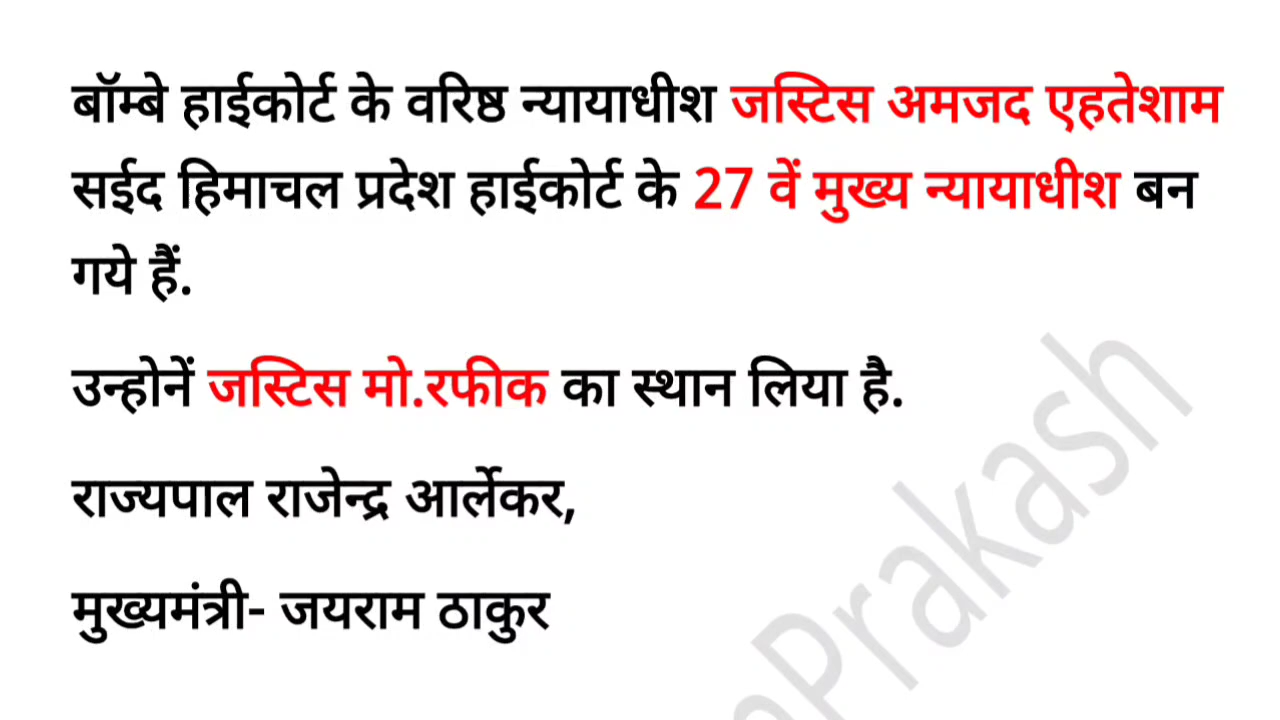 बॉम्बे हाईकोर्ट के वरिष्ठ न्यायाधीश जस्टिस अमजद एहतेशाम
सईद हिमाचल प्रदेश हाईकोर्ट के 27 वें मुख्य न्यायाधीश बन
गये हैं.
उन्होनें जस्टिस मो.रफीक का स्थान लिया है.
राज्यपाल राजेन्द्र आर्लेकर,
मुख्यमंत्री- जयराम ठाकुर
Prakash